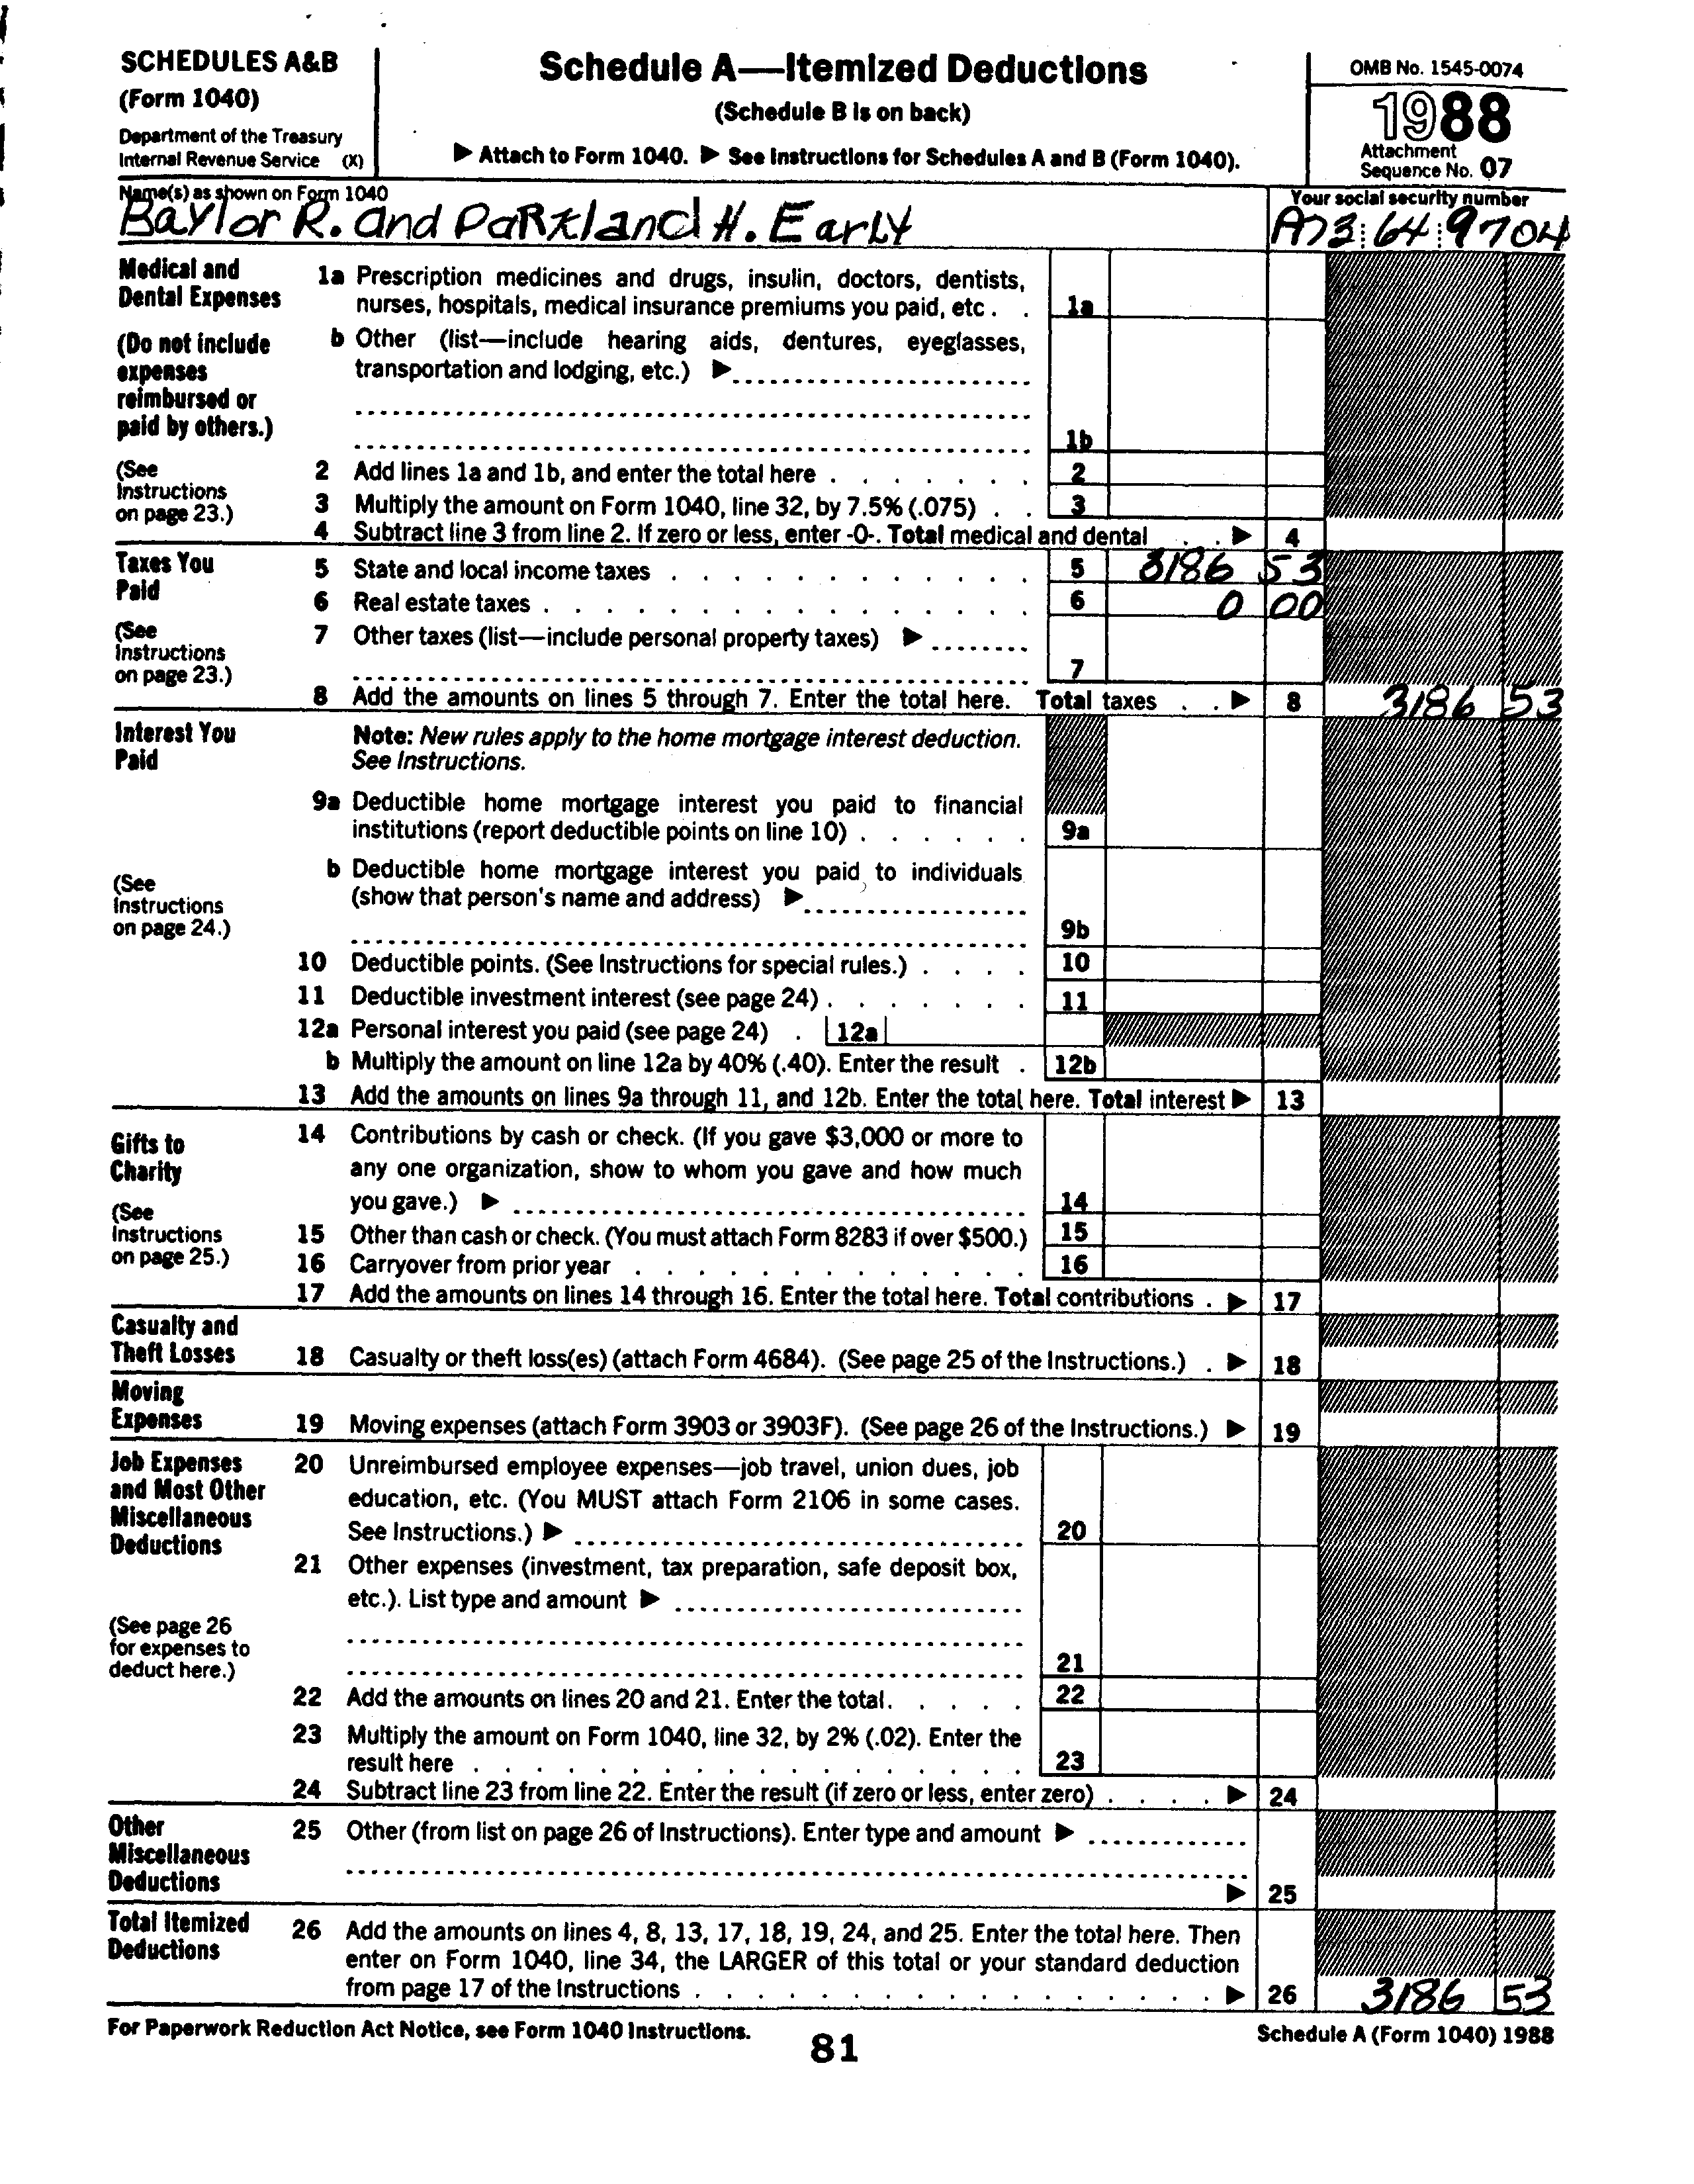 SCHEDULES A&B
(Form 1040)
Department of the Treasury
Internal Revenue Service (X)
Schedule A—Itemized Deductions
(Schedule B is on back)
▶ Attach to Form 1040. ▶ See Instructions for Schedules A and B (Form 1040).
OMB No. 1545-0074
1988
Attachment
Sequence No. 07
Name(s) as shown on Form 1040
Baylor R. and Parkland H. Early
Your social security number
A73:64:9704
Medical and
Dental Expenses
(Do not include
expenses
reimbursed or
paid by others.)
(See
Instructions
on page 23.)
1a Prescription medicines and drugs, insulin, doctors, dentists,
nurses, hospitals, medical insurance premiums you paid, etc . . 1a
b Other (list—include hearing aids, dentures, eyeglasses,
transportation and lodging, etc.) ▶
1b
2 Add lines 1a and 1b, and enter the total here . . . . . . . 2
3 Multiply the amount on Form 1040, line 32, by 7.5% (.075) . . 3
4 Subtract line 3 from line 2. If zero or less, enter -0-. Total medical and dental . . ▶ 4
Taxes You
Paid
(See
Instructions
on page 23.)
5 State and local income taxes . . . . . . . . . . . . 5 3186 53
6 Real estate taxes . . . . . . . . . . . . . . . . 6 0 00
7 Other taxes (list—include personal property taxes) ▶
7
8 Add the amounts on lines 5 through 7. Enter the total here. Total taxes . . ▶ 8 3186 53
Interest You
Paid
(See
Instructions
on page 24.)
Note: New rules apply to the home mortgage interest deduction.
See Instructions.
9a Deductible home mortgage interest you paid to financial
institutions (report deductible points on line 10) . . . . . . 9a
b Deductible home mortgage interest you paid to individuals
(show that person's name and address) ▶
9b
10 Deductible points. (See Instructions for special rules.) . . . . 10
11 Deductible investment interest (see page 24) . . . . . . . 11
12a Personal interest you paid (see page 24) . 12a
b Multiply the amount on line 12a by 40% (.40). Enter the result . 12b
13 Add the amounts on lines 9a through 11, and 12b. Enter the total here. Total interest ▶ 13
Gifts to
Charity
(See
Instructions
on page 25.)
14 Contributions by cash or check. (If you gave $3,000 or more to
any one organization, show to whom you gave and how much
you gave.) ▶ 14
15 Other than cash or check. (You must attach Form 8283 if over $500.) 15
16 Carryover from prior year . . . . . . . . . . . . . 16
17 Add the amounts on lines 14 through 16. Enter the total here. Total contributions . ▶ 17
Casualty and
Theft Losses
18 Casualty or theft loss(es) (attach Form 4684). (See page 25 of the Instructions.) . ▶ 18
Moving
Expenses
19 Moving expenses (attach Form 3903 or 3903F). (See page 26 of the Instructions.) ▶ 19
Job Expenses
and Most Other
Miscellaneous
Deductions
(See page 26
for expenses to
deduct here.)
20 Unreimbursed employee expenses—job travel, union dues, job
education, etc. (You MUST attach Form 2106 in some cases.
See Instructions.) ▶ 20
21 Other expenses (investment, tax preparation, safe deposit box,
etc.). List type and amount ▶
21
22 Add the amounts on lines 20 and 21. Enter the total. . . . . 22
23 Multiply the amount on Form 1040, line 32, by 2% (.02). Enter the
result here . . . . . . . . . . . . . . . . . . 23
24 Subtract line 23 from line 22. Enter the result (if zero or less, enter zero) . . . . ▶ 24
Other
Miscellaneous
Deductions
25 Other (from list on page 26 of Instructions). Enter type and amount ▶
▶ 25
Total Itemized
Deductions
26 Add the amounts on lines 4, 8, 13, 17, 18, 19, 24, and 25. Enter the total here. Then
enter on Form 1040, line 34, the LARGER of this total or your standard deduction
from page 17 of the Instructions . . . . . . . . . . . . . . . . . ▶ 26 3186 53
For Paperwork Reduction Act Notice, see Form 1040 Instructions.
81
Schedule A (Form 1040) 1988